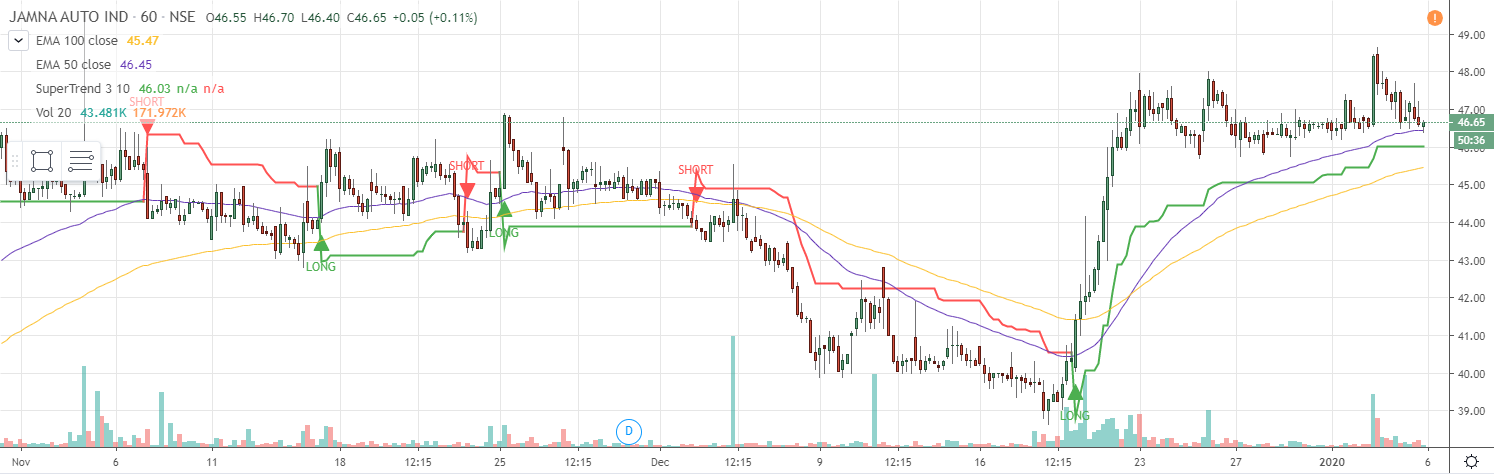 JAMNA AUTO IND · 60 · NSE O46.55 H46.70 L46.40 C46.65 +0.05 (+0.11%)
EMA 100 close 45.47
EMA 50 close 46.45
SuperTrend 3 10 46.03 n/a n/a
SHORT
Vol 20 43.481K 171.972K
49.00
48.00
47.00
46.65
50:36
46.00
SHORT
SHORT
45.00
44.00
LONG
LONG
43.00
42.00
41.00
40.00
LONG
39.00
D
Nov 6 11 18 12:15 25 12:15 Dec 12:15 9 12:15 23 27 2020 6